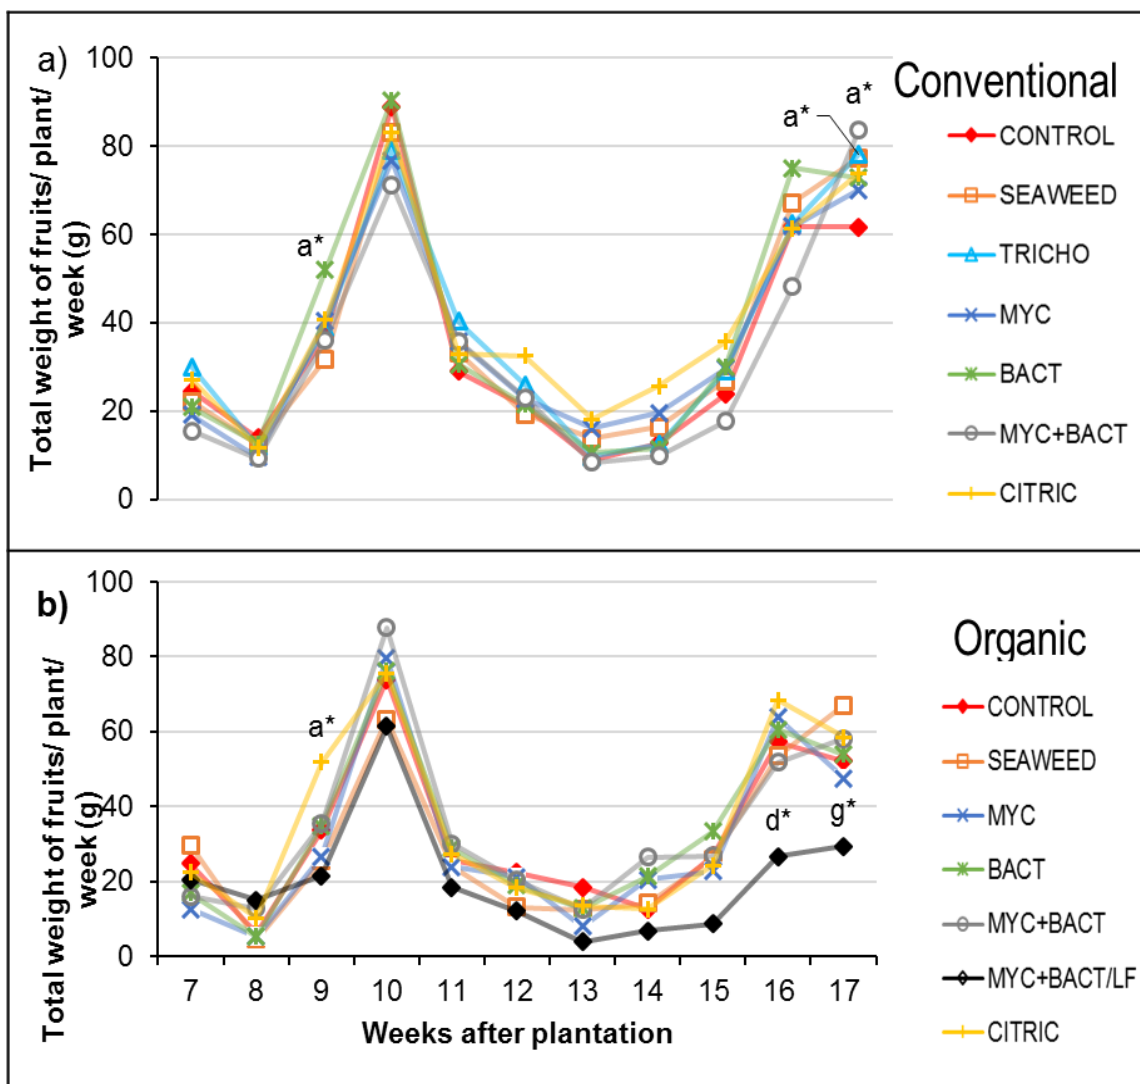 a)
Conventional
Total weight of fruits/ plant/
week (g)
100
80
60
40
20
0
a*
a*
a*
CONTROL
SEAWEED
TRICHO
MYC
BACT
MYC+BACT
CITRIC
b)
Organic
Total weight of fruits/ plant/
week (g)
100
80
60
40
20
0
a*
d*
g*
CONTROL
SEAWEED
MYC
BACT
MYC+BACT
MYC+BACT/LF
CITRIC
7 8 9 10 11 12 13 14 15 16 17
Weeks after plantation